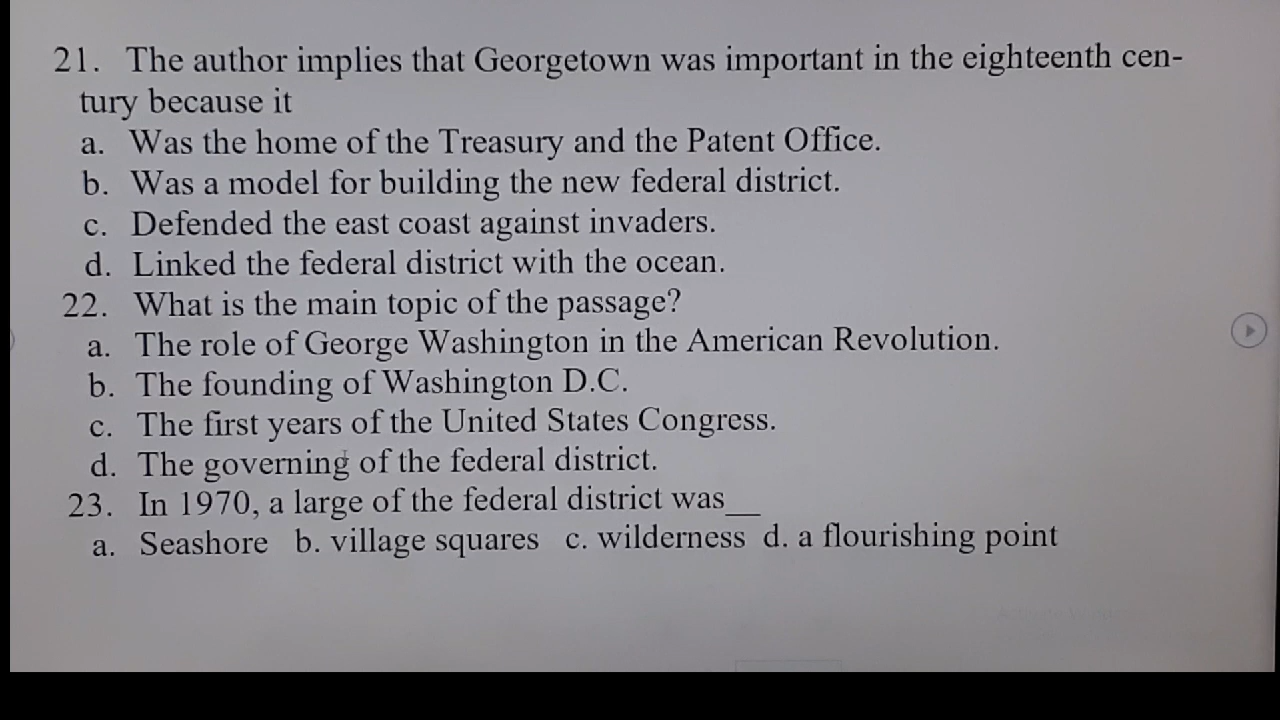 21. The author implies that Georgetown was important in the eighteenth cen-
tury because it
a. Was the home of the Treasury and the Patent Office.
b. Was a model for building the new federal district.
c. Defended the east coast against invaders.
d. Linked the federal district with the ocean.
22. What is the main topic of the passage?
a. The role of George Washington in the American Revolution.
b. The founding of Washington D.C.
c. The first years of the United States Congress.
d. The governing of the federal district.
23. In 1970, a large of the federal district was__
a. Seashore b. village squares c. wilderness d. a flourishing point